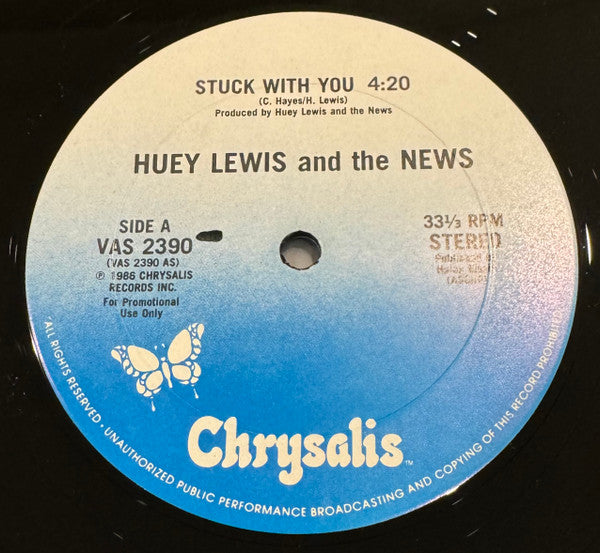 STUCK WITH YOU 4:20
(C. Hayes/H. Lewis)
Produced by Huey Lewis and the News
HUEY LEWIS and the NEWS
SIDE A
VAS 2390
(VAS 2390 AS)
℗ 1986 CHRYSALIS
RECORDS INC.
For Promotional
Use Only
33⅓ RPM
STEREO
Chrysalis™
ALL RIGHTS RESERVED · UNAUTHORIZED PUBLIC PERFORMANCE BROADCASTING AND COPYING OF THIS RECORD PROHIBITED